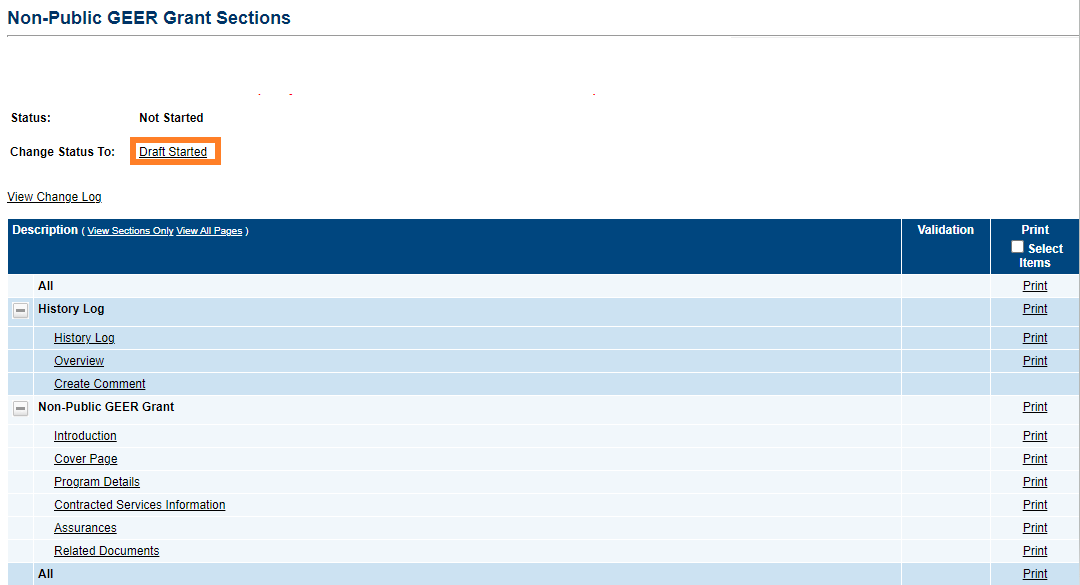 Non-Public GEER Grant Sections
Status: Not Started
Change Status To: Draft Started
View Change Log
Description ( View Sections Only View All Pages ) Validation Print
Select
Items
All Print
History Log Print
History Log Print
Overview Print
Create Comment
Non-Public GEER Grant Print
Introduction Print
Cover Page Print
Program Details Print
Contracted Services Information Print
Assurances Print
Related Documents Print
All Print